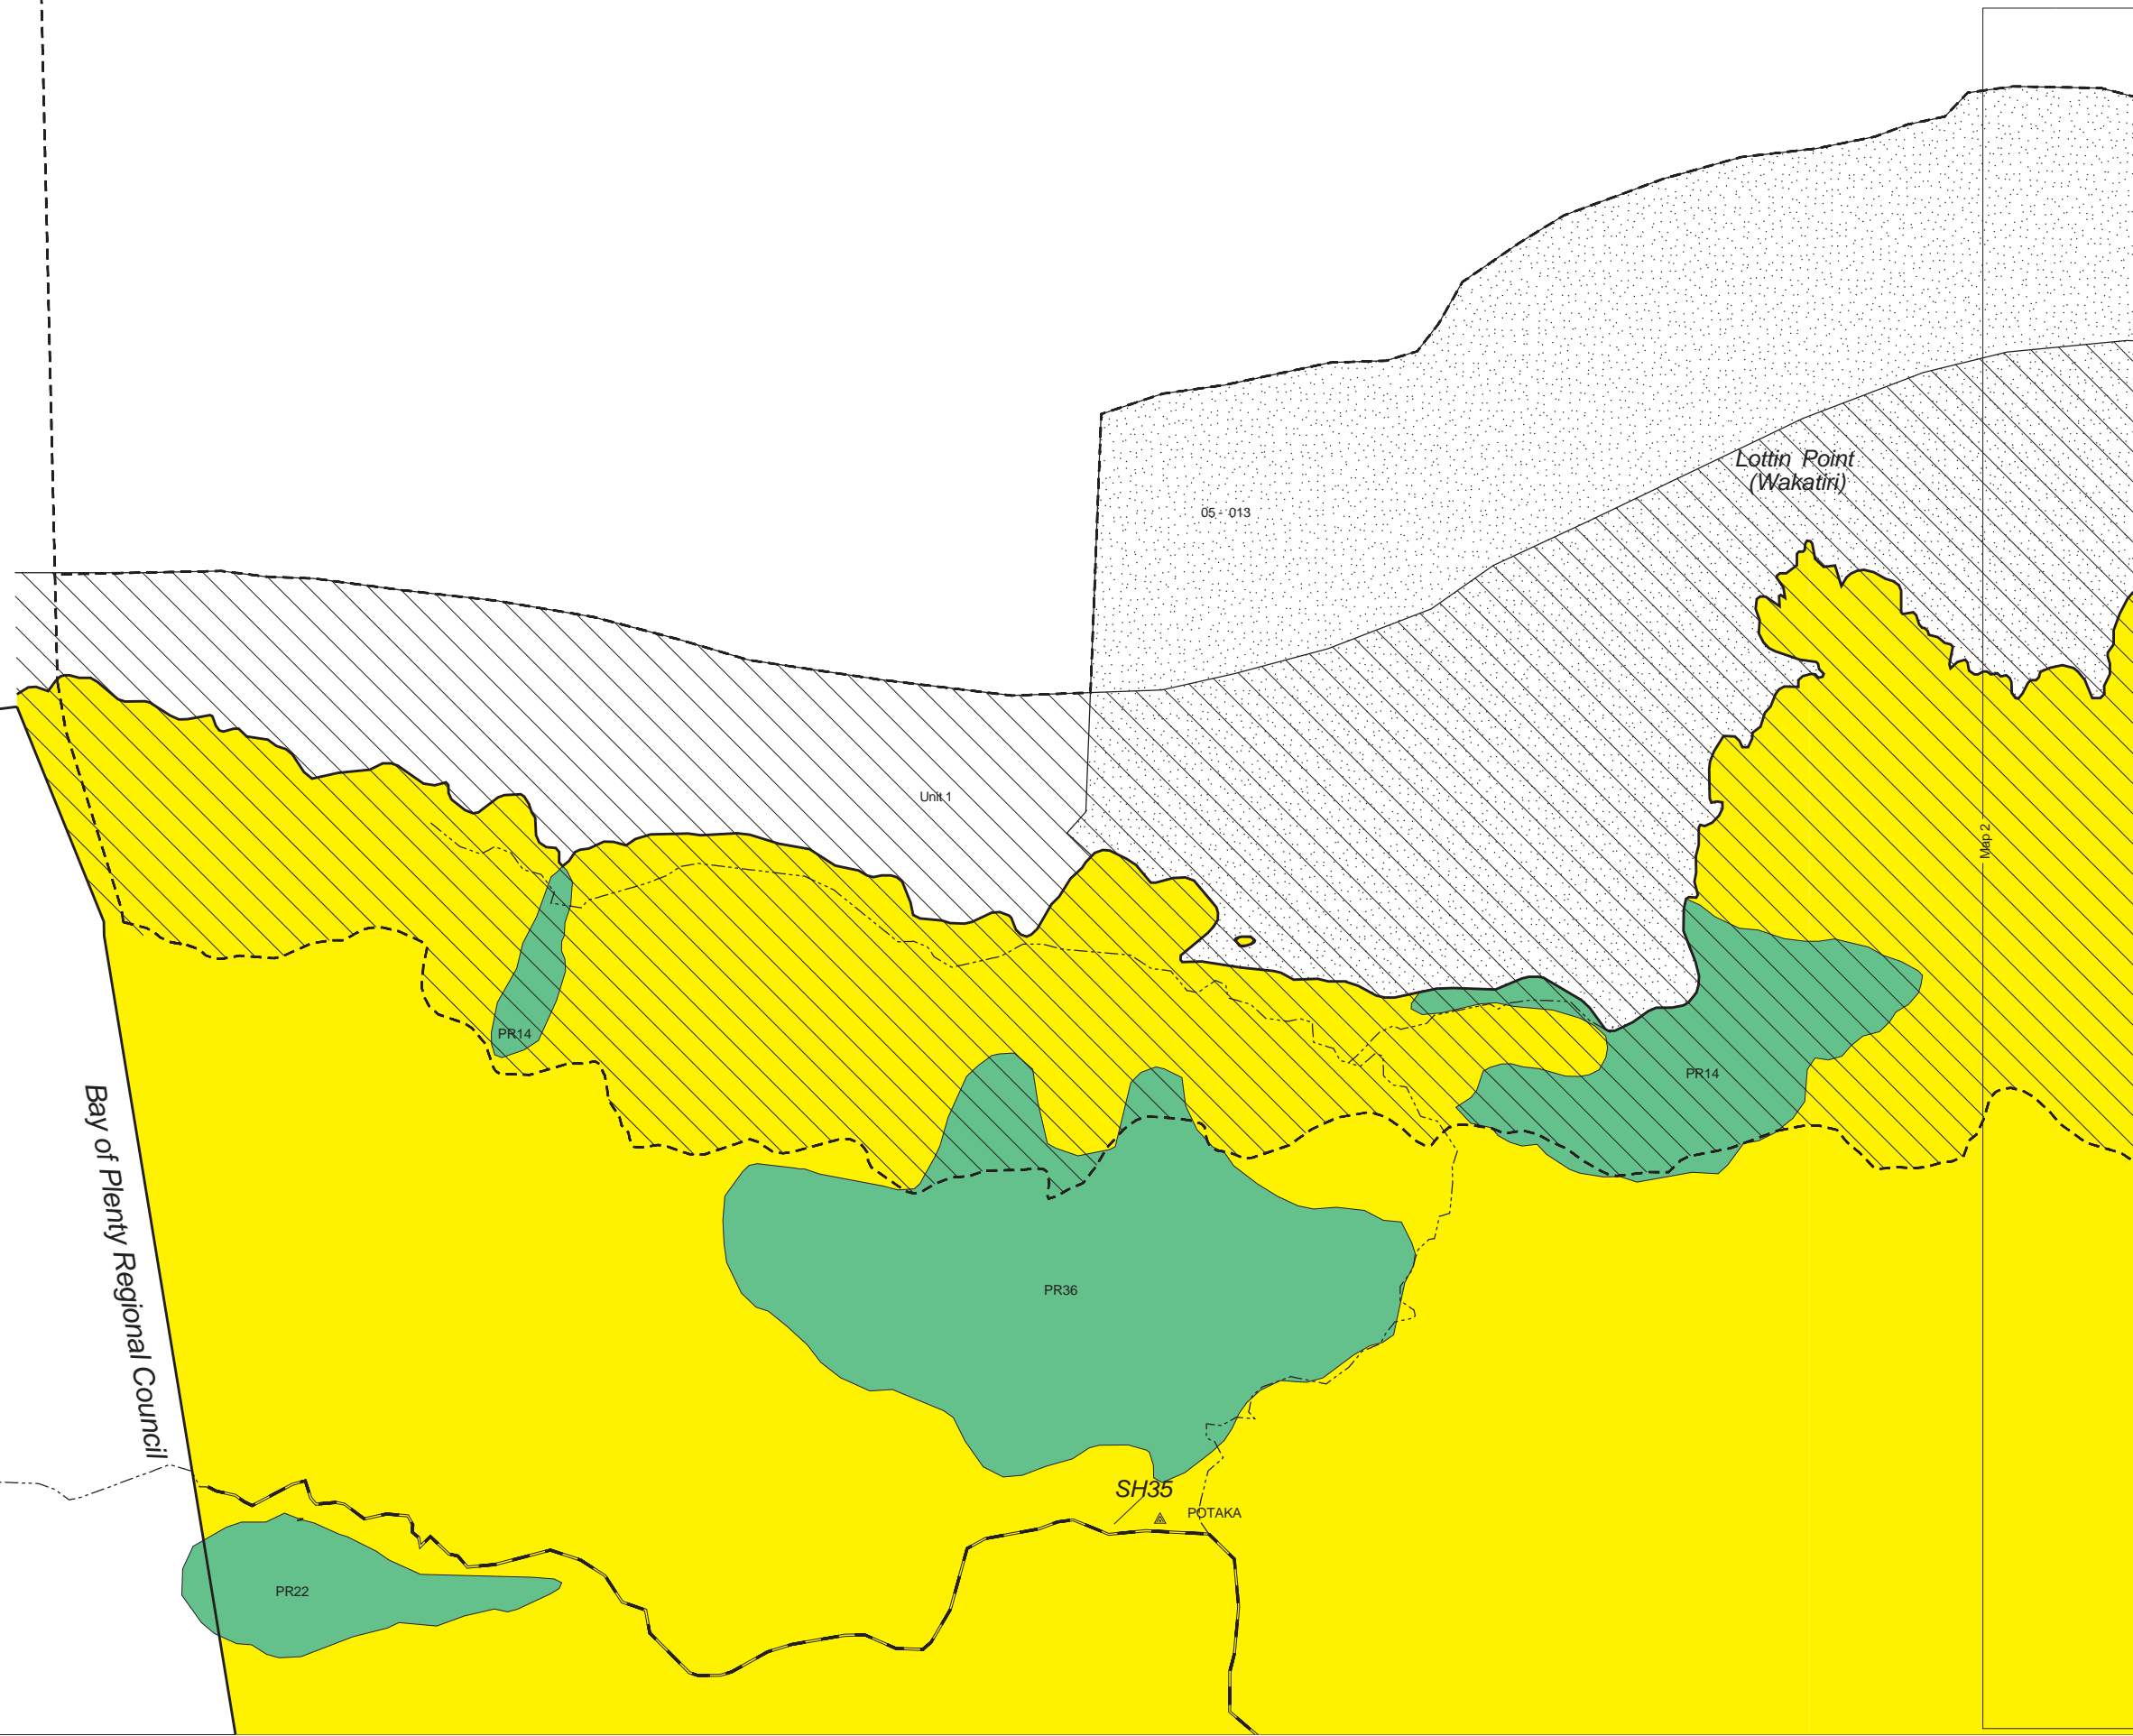 Lottin Point
(Wakatiri)
05 - 013
Unit 1
Map 2
PR14
PR14
Bay of Plenty Regional Council
PR36
SH35
POTAKA
PR22